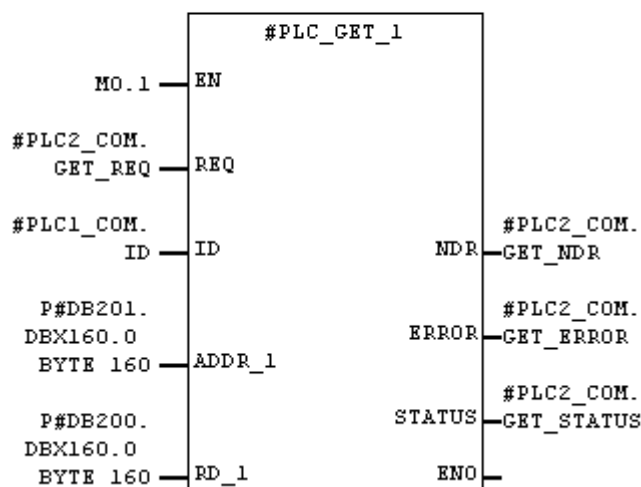 #PLC_GET_1
M0.1 EN
#PLC2_COM.
GET_REQ REQ
#PLC1_COM. #PLC2_COM.
ID ID NDR GET_NDR
P#DB201. #PLC2_COM.
DBX160.0 ERROR GET_ERROR
BYTE 160 ADDR_1
#PLC2_COM.
P#DB200. STATUS GET_STATUS
DBX160.0
BYTE 160 RD_1 ENO